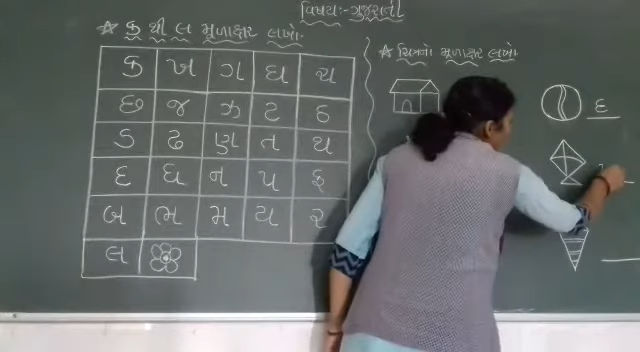 વિષય:- ગુજરાતી
☆ ક થી લ મૂળાક્ષર લખો.
ક ખ ગ ઘ ચ
છ જ ઝ ટ ઠ
ડ ઢ ણ ત થ
દ ધ ન પ ફ
બ ભ મ ય ર
લ
☆ ચિત્રનો મૂળાક્ષર લખો
દ